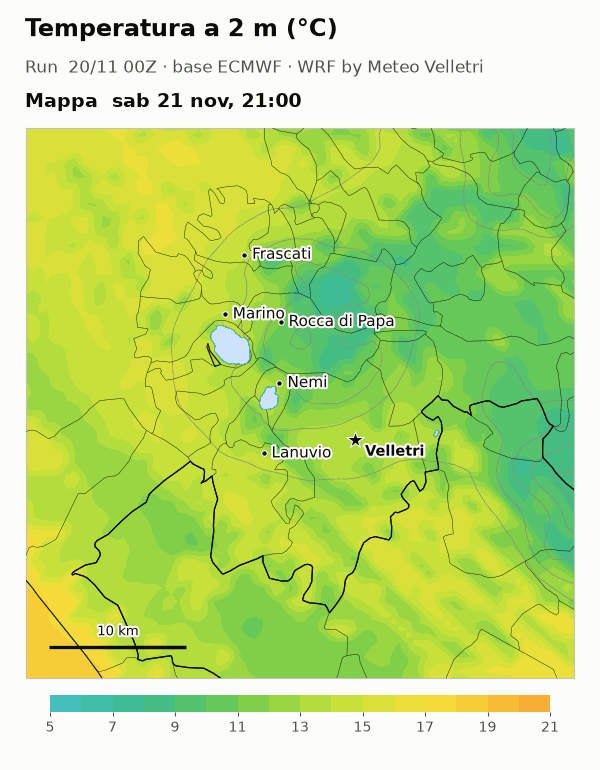 Temperatura a 2 m (°C)
Run  20/11 00Z · base ECMWF · WRF by Meteo Velletri
Mappa  sab 21 nov, 21:00
Frascati
Marino
Rocca di Papa
Nemi
Lanuvio
Velletri
10 km
5 7 9 11 13 15 17 19 21